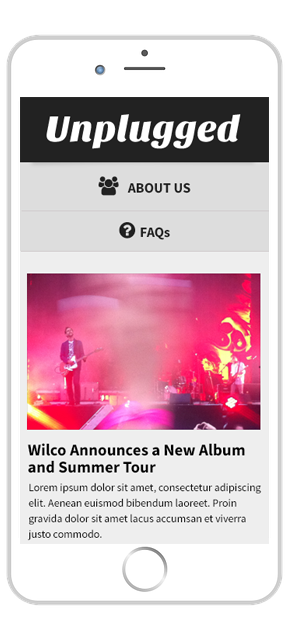 Unplugged
ABOUT US
FAQs
Wilco Announces a New Album
and Summer Tour
Lorem ipsum dolor sit amet, consectetur adipiscing
elit. Aenean euismod bibendum laoreet. Proin
gravida dolor sit amet lacus accumsan et viverra
justo commodo.